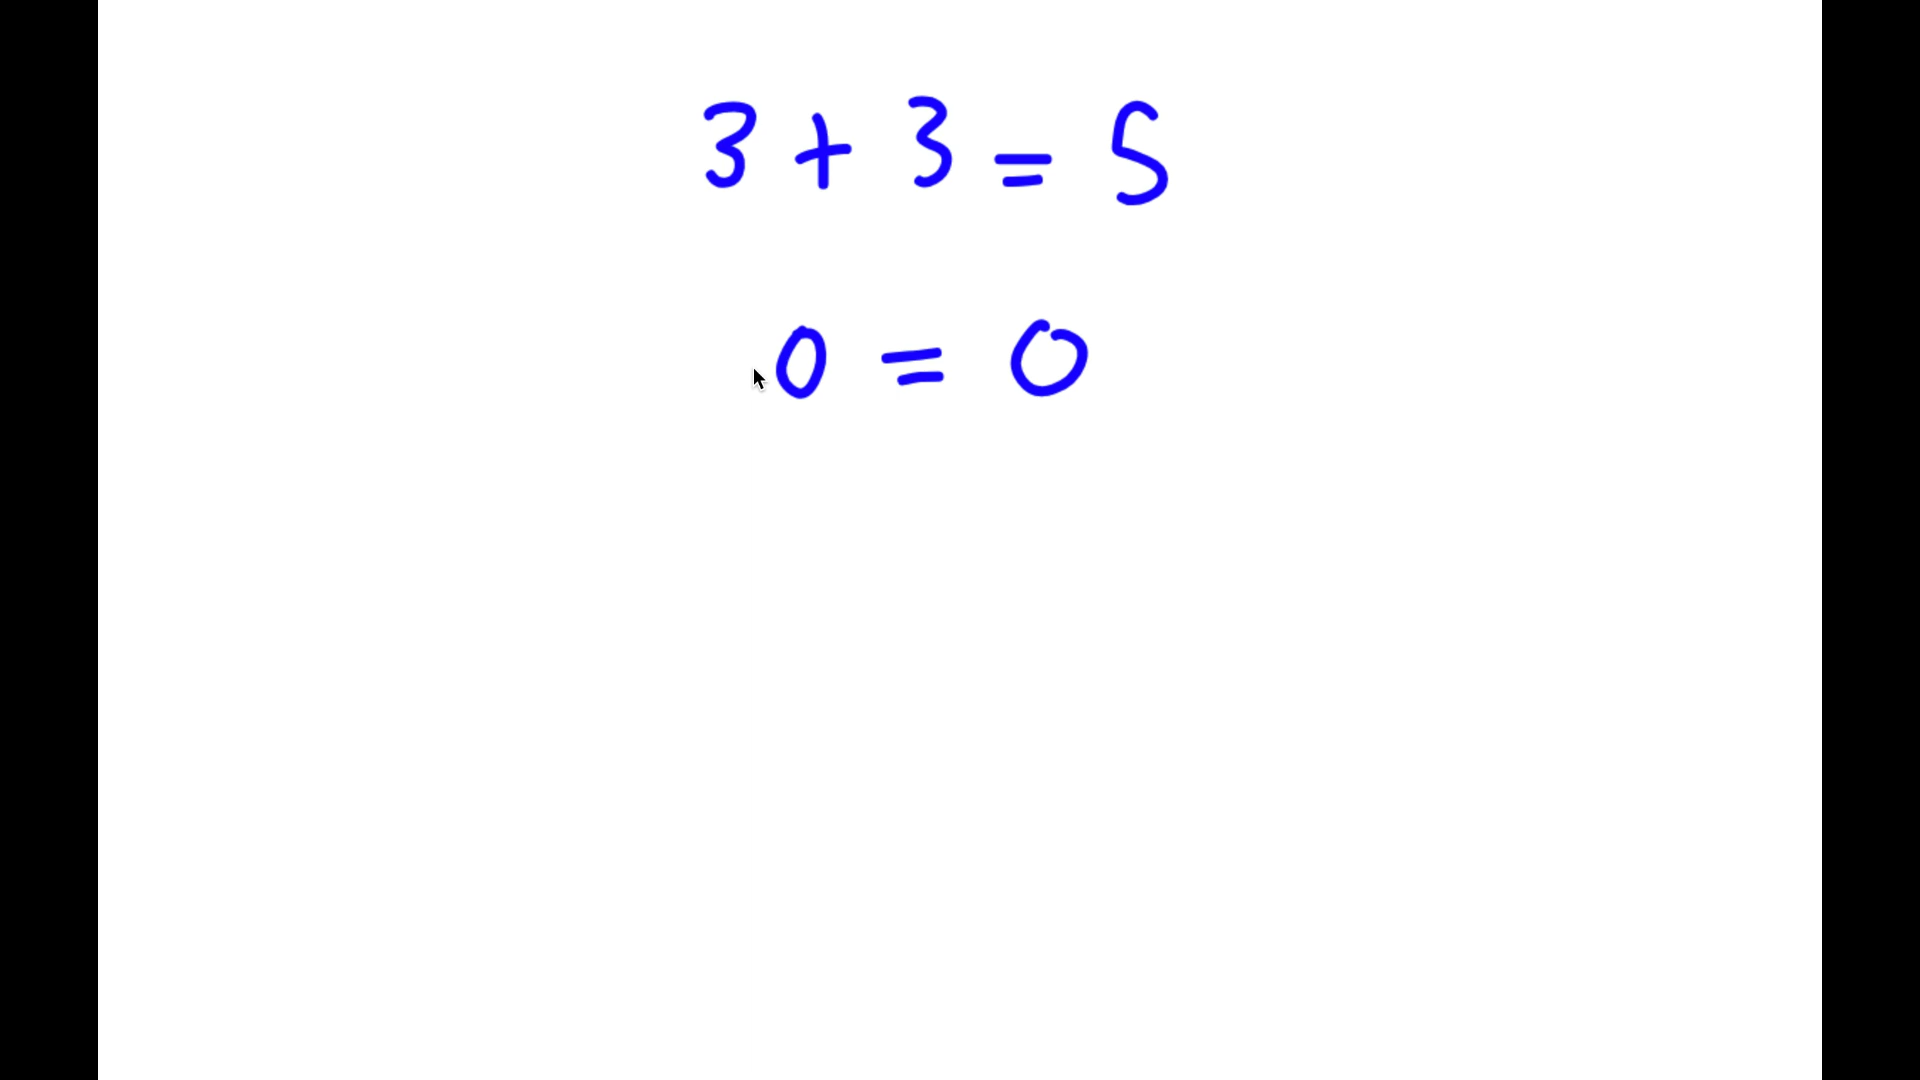 3 + 3 = 5
0 = 0